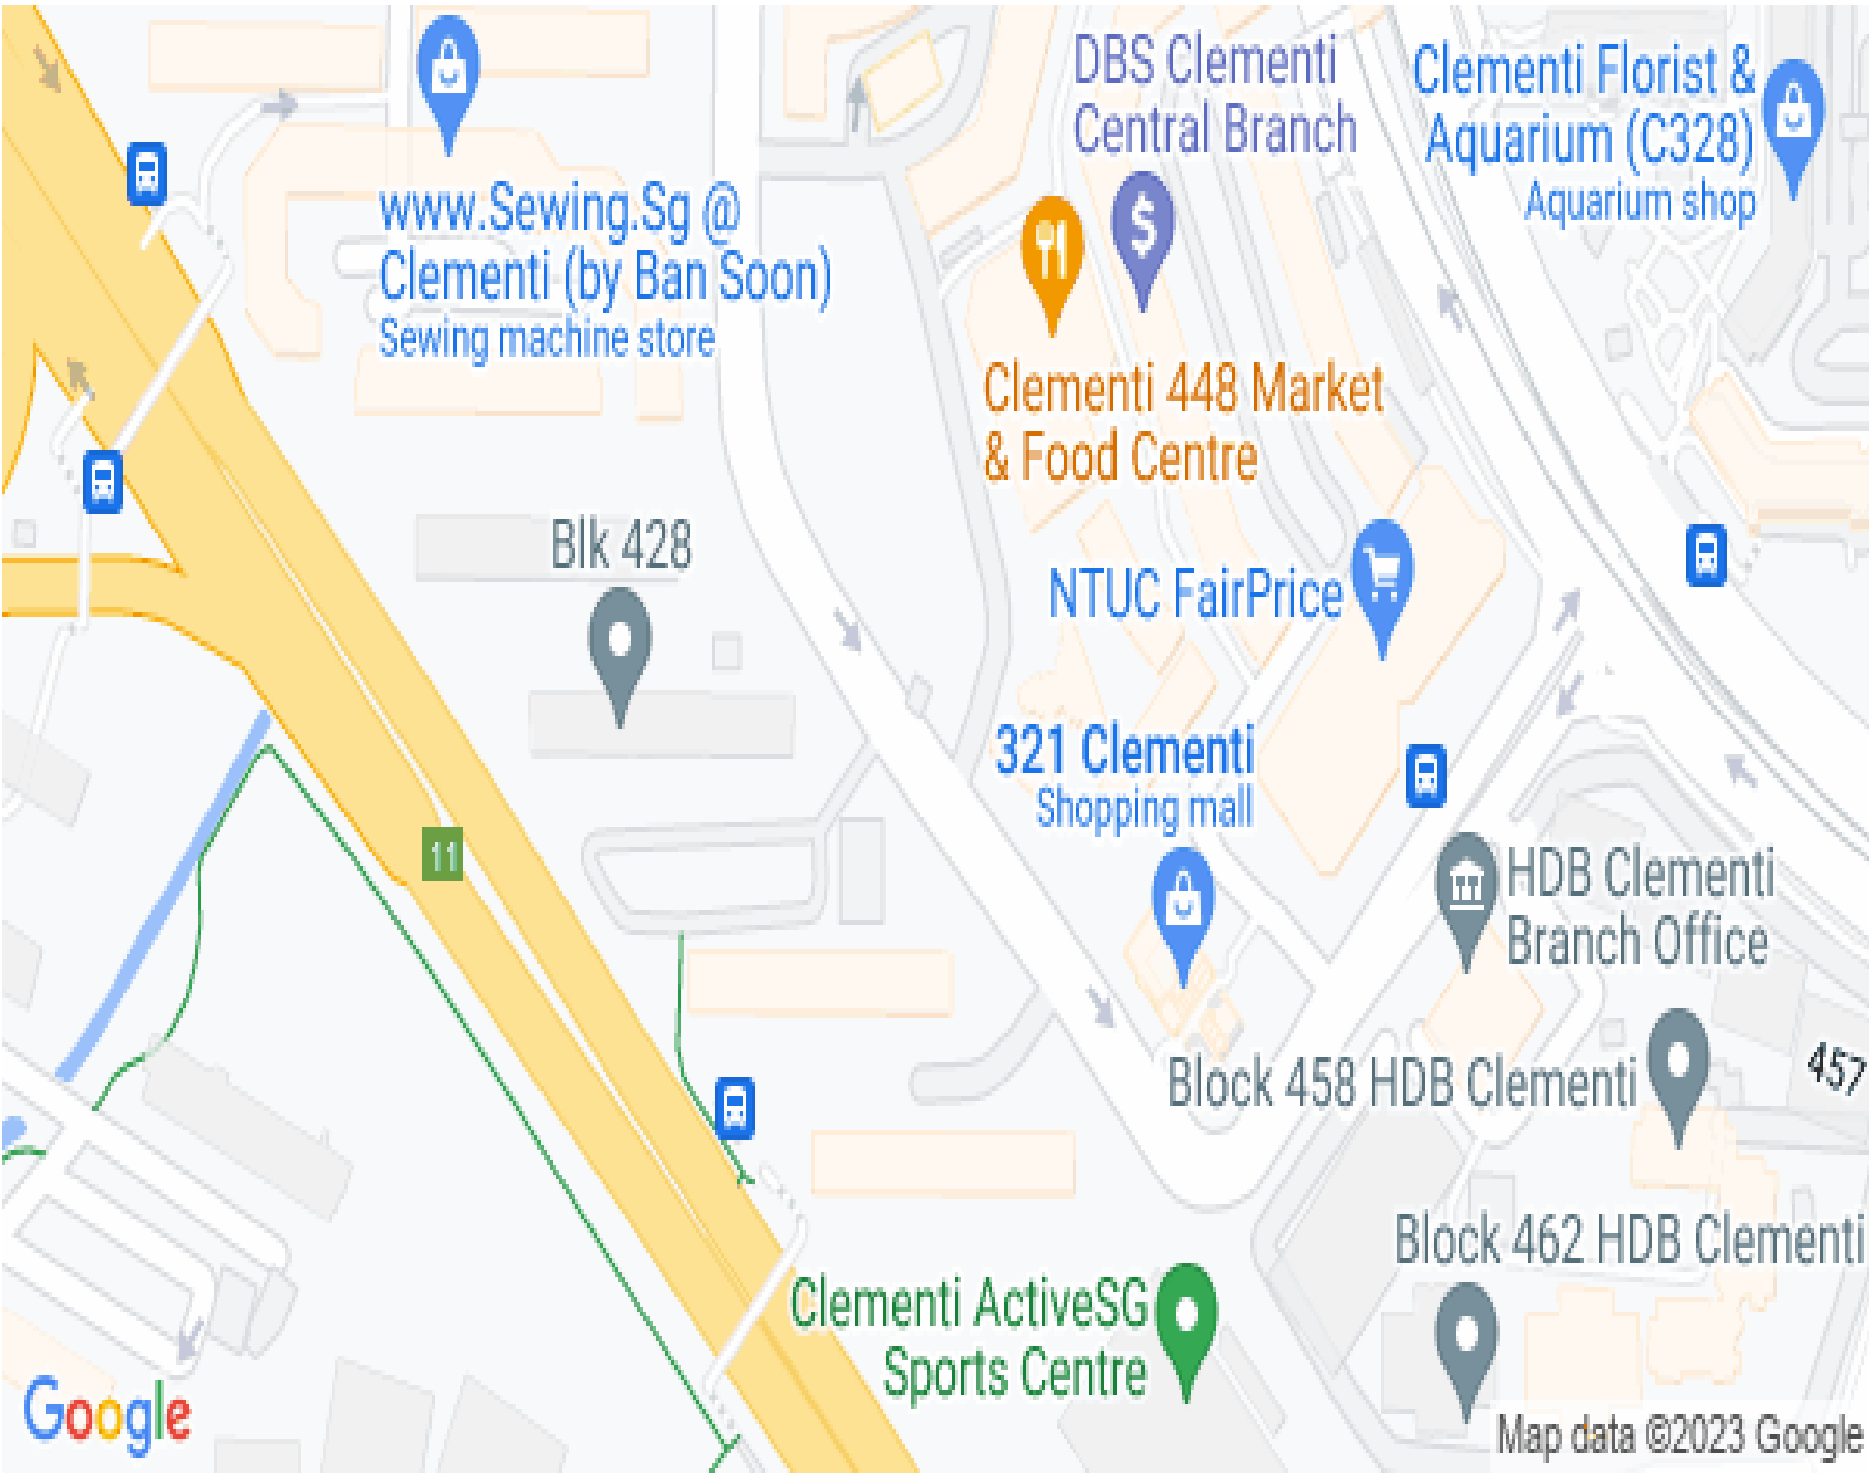 DBS Clementi
Central Branch
Clementi Florist &
Aquarium (C328)
Aquarium shop
www.Sewing.Sg @
Clementi (by Ban Soon)
Sewing machine store
Clementi 448 Market
& Food Centre
Blk 428
NTUC FairPrice
321 Clementi
Shopping mall
11
HDB Clementi
Branch Office
Block 458 HDB Clementi
457
Block 462 HDB Clementi
Clementi ActiveSG
Sports Centre
Google
Map data ©2023 Google